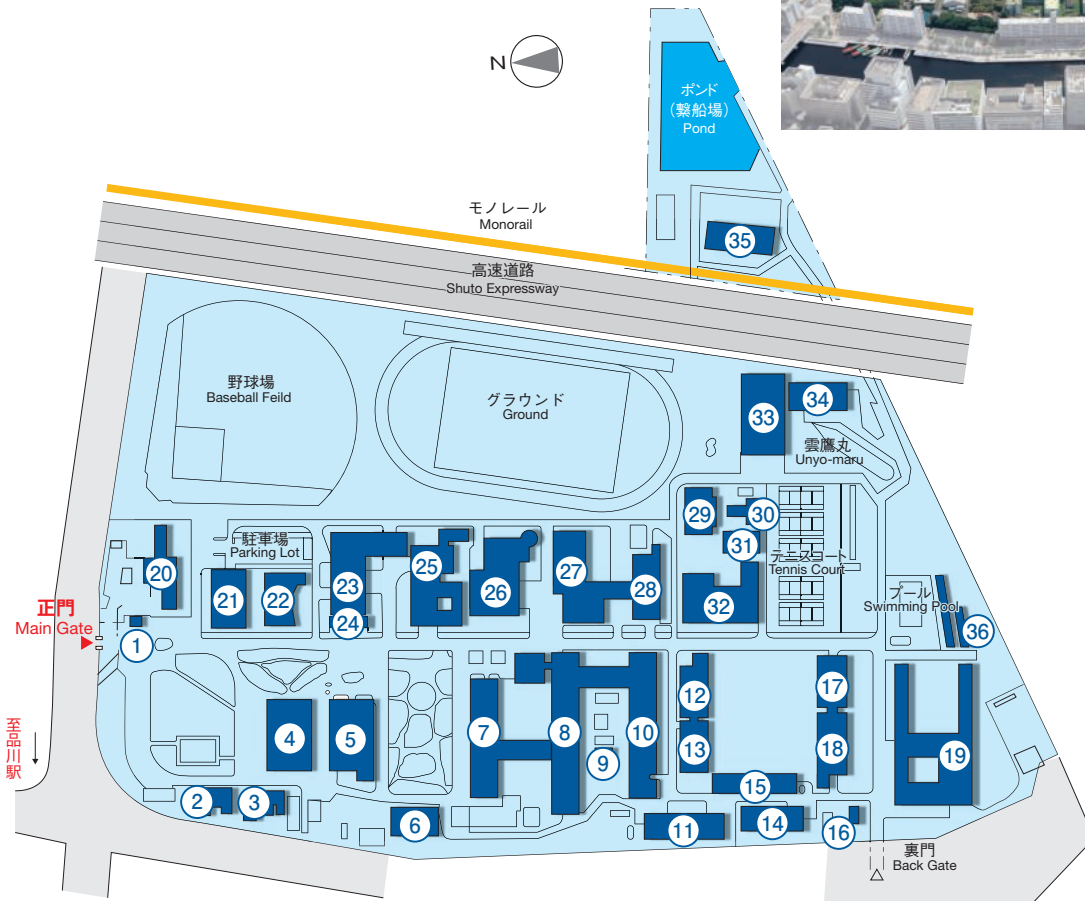 N
ポンド
(繋船場)
Pond
モノレール
Monorail
35
高速道路
Shuto Expressway
野球場
Baseball Feild
グラウンド
Ground
33
34
雲鷹丸
Unyo-maru
29
30
31
駐車場
Parking Lot
20
21
22
23
24
25
26
27
28
32
テニスコート
Tennis Court
プール
Swimming Pool
36
正門
Main Gate
1
至品川駅
2
3
4
5
6
7
8
9
10
11
12
13
14
15
16
17
18
19
裏門
Back Gate